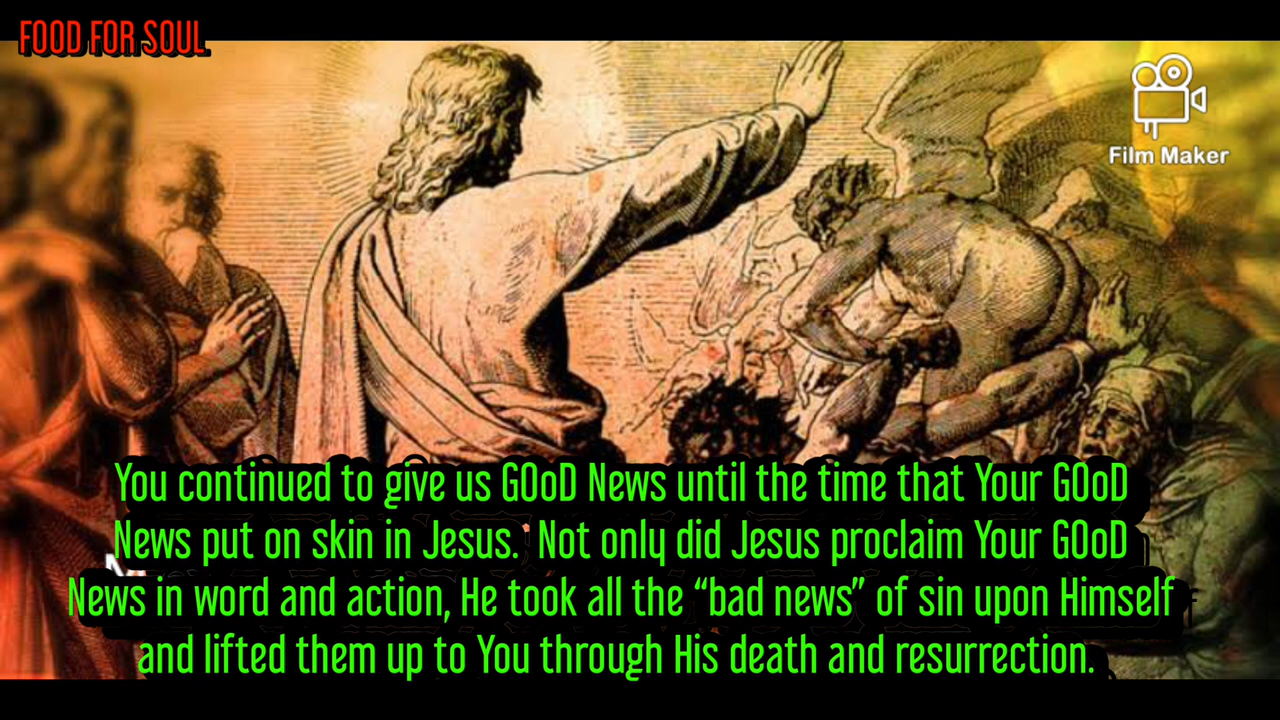 FOOD FOR SOUL
Film Maker
You continued to give us GOoD News until the time that Your GOoD
News put on skin in Jesus.  Not only did Jesus proclaim Your GOoD
News in word and action, He took all the “bad news” of sin upon Himself
and lifted them up to You through His death and resurrection.